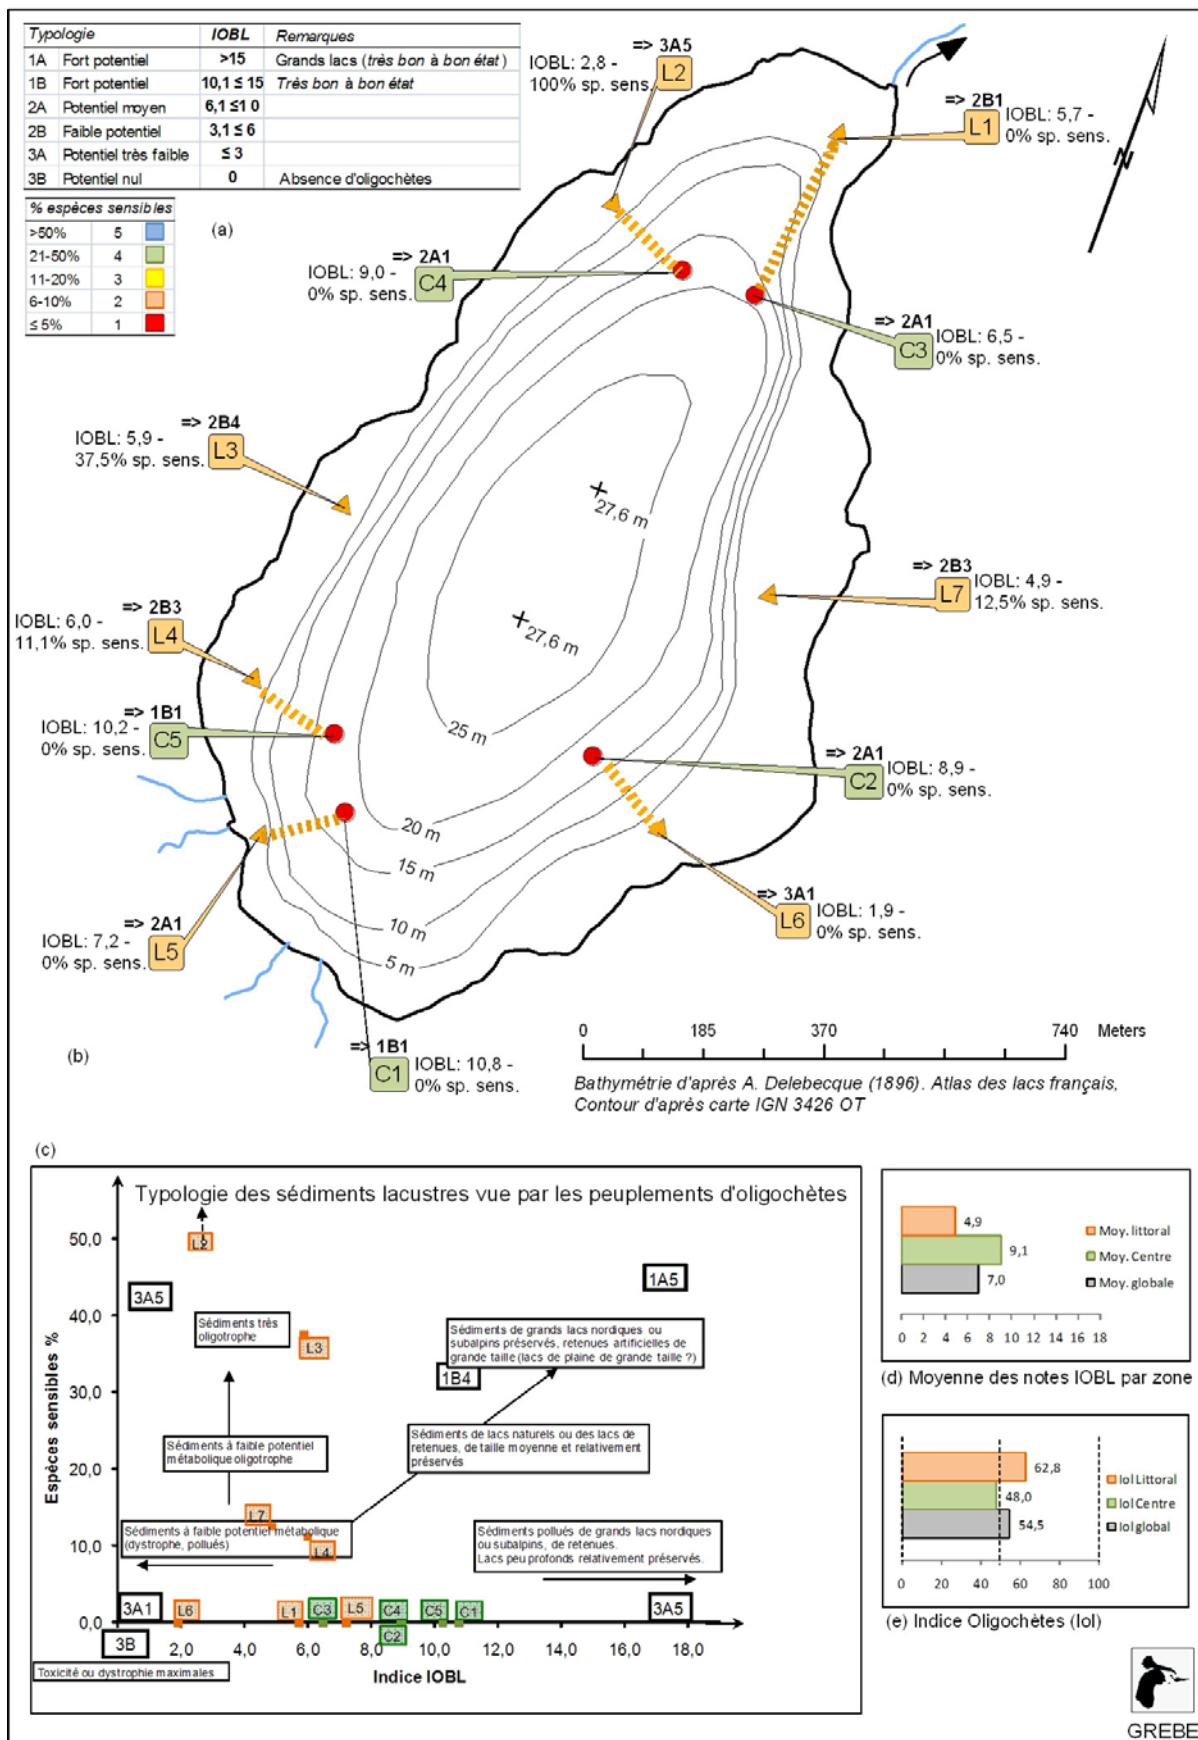 Typologie IOBL Remarques
1A Fort potentiel >15 Grands lacs (très bon à bon état)
1B Fort potentiel 10,1 ≤ 15 Très bon à bon état
2A Potentiel moyen 6,1 ≤1 0
2B Faible potentiel 3,1 ≤ 6
3A Potentiel très faible ≤ 3
3B Potentiel nul 0 Absence d'oligochètes
% espèces sensibles
>50% 5
21-50% 4
11-20% 3
6-10% 2
≤ 5% 1
(a)
=> 3A5
IOBL: 2,8 -
100% sp. sens.
L2
=> 2B1
L1
IOBL: 5,7 -
0% sp. sens.
N
=> 2A1
IOBL: 9,0 -
0% sp. sens.
C4
=> 2A1
C3
IOBL: 6,5 -
0% sp. sens.
=> 2B4
IOBL: 5,9 -
37,5% sp. sens.
L3
27,6 m
=> 2B3
L7
IOBL: 4,9 -
12,5% sp. sens.
=> 2B3
IOBL: 6,0 -
11,1% sp. sens.
L4
27,6 m
=> 1B1
IOBL: 10,2 -
0% sp. sens.
C5
25 m
=> 2A1
C2
IOBL: 8,9 -
0% sp. sens.
20 m
15 m
10 m
5 m
=> 3A1
L6
IOBL: 1,9 -
0% sp. sens.
=> 2A1
IOBL: 7,2 -
0% sp. sens.
L5
(b)
=> 1B1
C1
IOBL: 10,8 -
0% sp. sens.
0 185 370 740 Meters
Bathymétrie d'après A. Delebecque (1896). Atlas des lacs français,
Contour d'après carte IGN 3426 OT
(c)
Typologie des sédiments lacustres vue par les peuplements d'oligochètes
Espèces sensibles %
50,0
40,0
30,0
20,0
10,0
0,0
L2
3A5
1A5
Sédiments très
oligotrophe
L3
Sédiments de grands lacs nordiques ou
subalpins préservés, retenues artificielles de
grande taille (lacs de plaine de grande taille ?)
1B4
Sédiments à faible potentiel
métabolique oligotrophe
Sédiments de lacs naturels ou des lacs de
retenues, de taille moyenne et relativement
préservés
L7
Sédiments à faible potentiel métabolique
(dystrophe, pollués)
L4
Sédiments pollués de grands lacs nordiques
ou subalpins, de retenues.
Lacs peu profonds relativement préservés.
3A1 L6 L1 C3 L5 C4 C5 C1 3A5
3B C2
2,0 4,0 6,0 8,0 10,0 12,0 14,0 16,0 18,0
Toxicité ou dystrophie maximales
Indice IOBL
4,9
9,1
7,0
Moy. littoral
Moy. Centre
Moy. globale
0 2 4 6 8 10 12 14 16 18
(d) Moyenne des notes IOBL par zone
62,8
48,0
54,5
Iol Littoral
Iol Centre
Iol global
0 20 40 60 80 100
(e) Indice Oligochètes (Iol)
GREBE